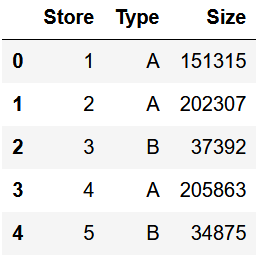 Store Type Size
0 1 A 151315
1 2 A 202307
2 3 B 37392
3 4 A 205863
4 5 B 34875